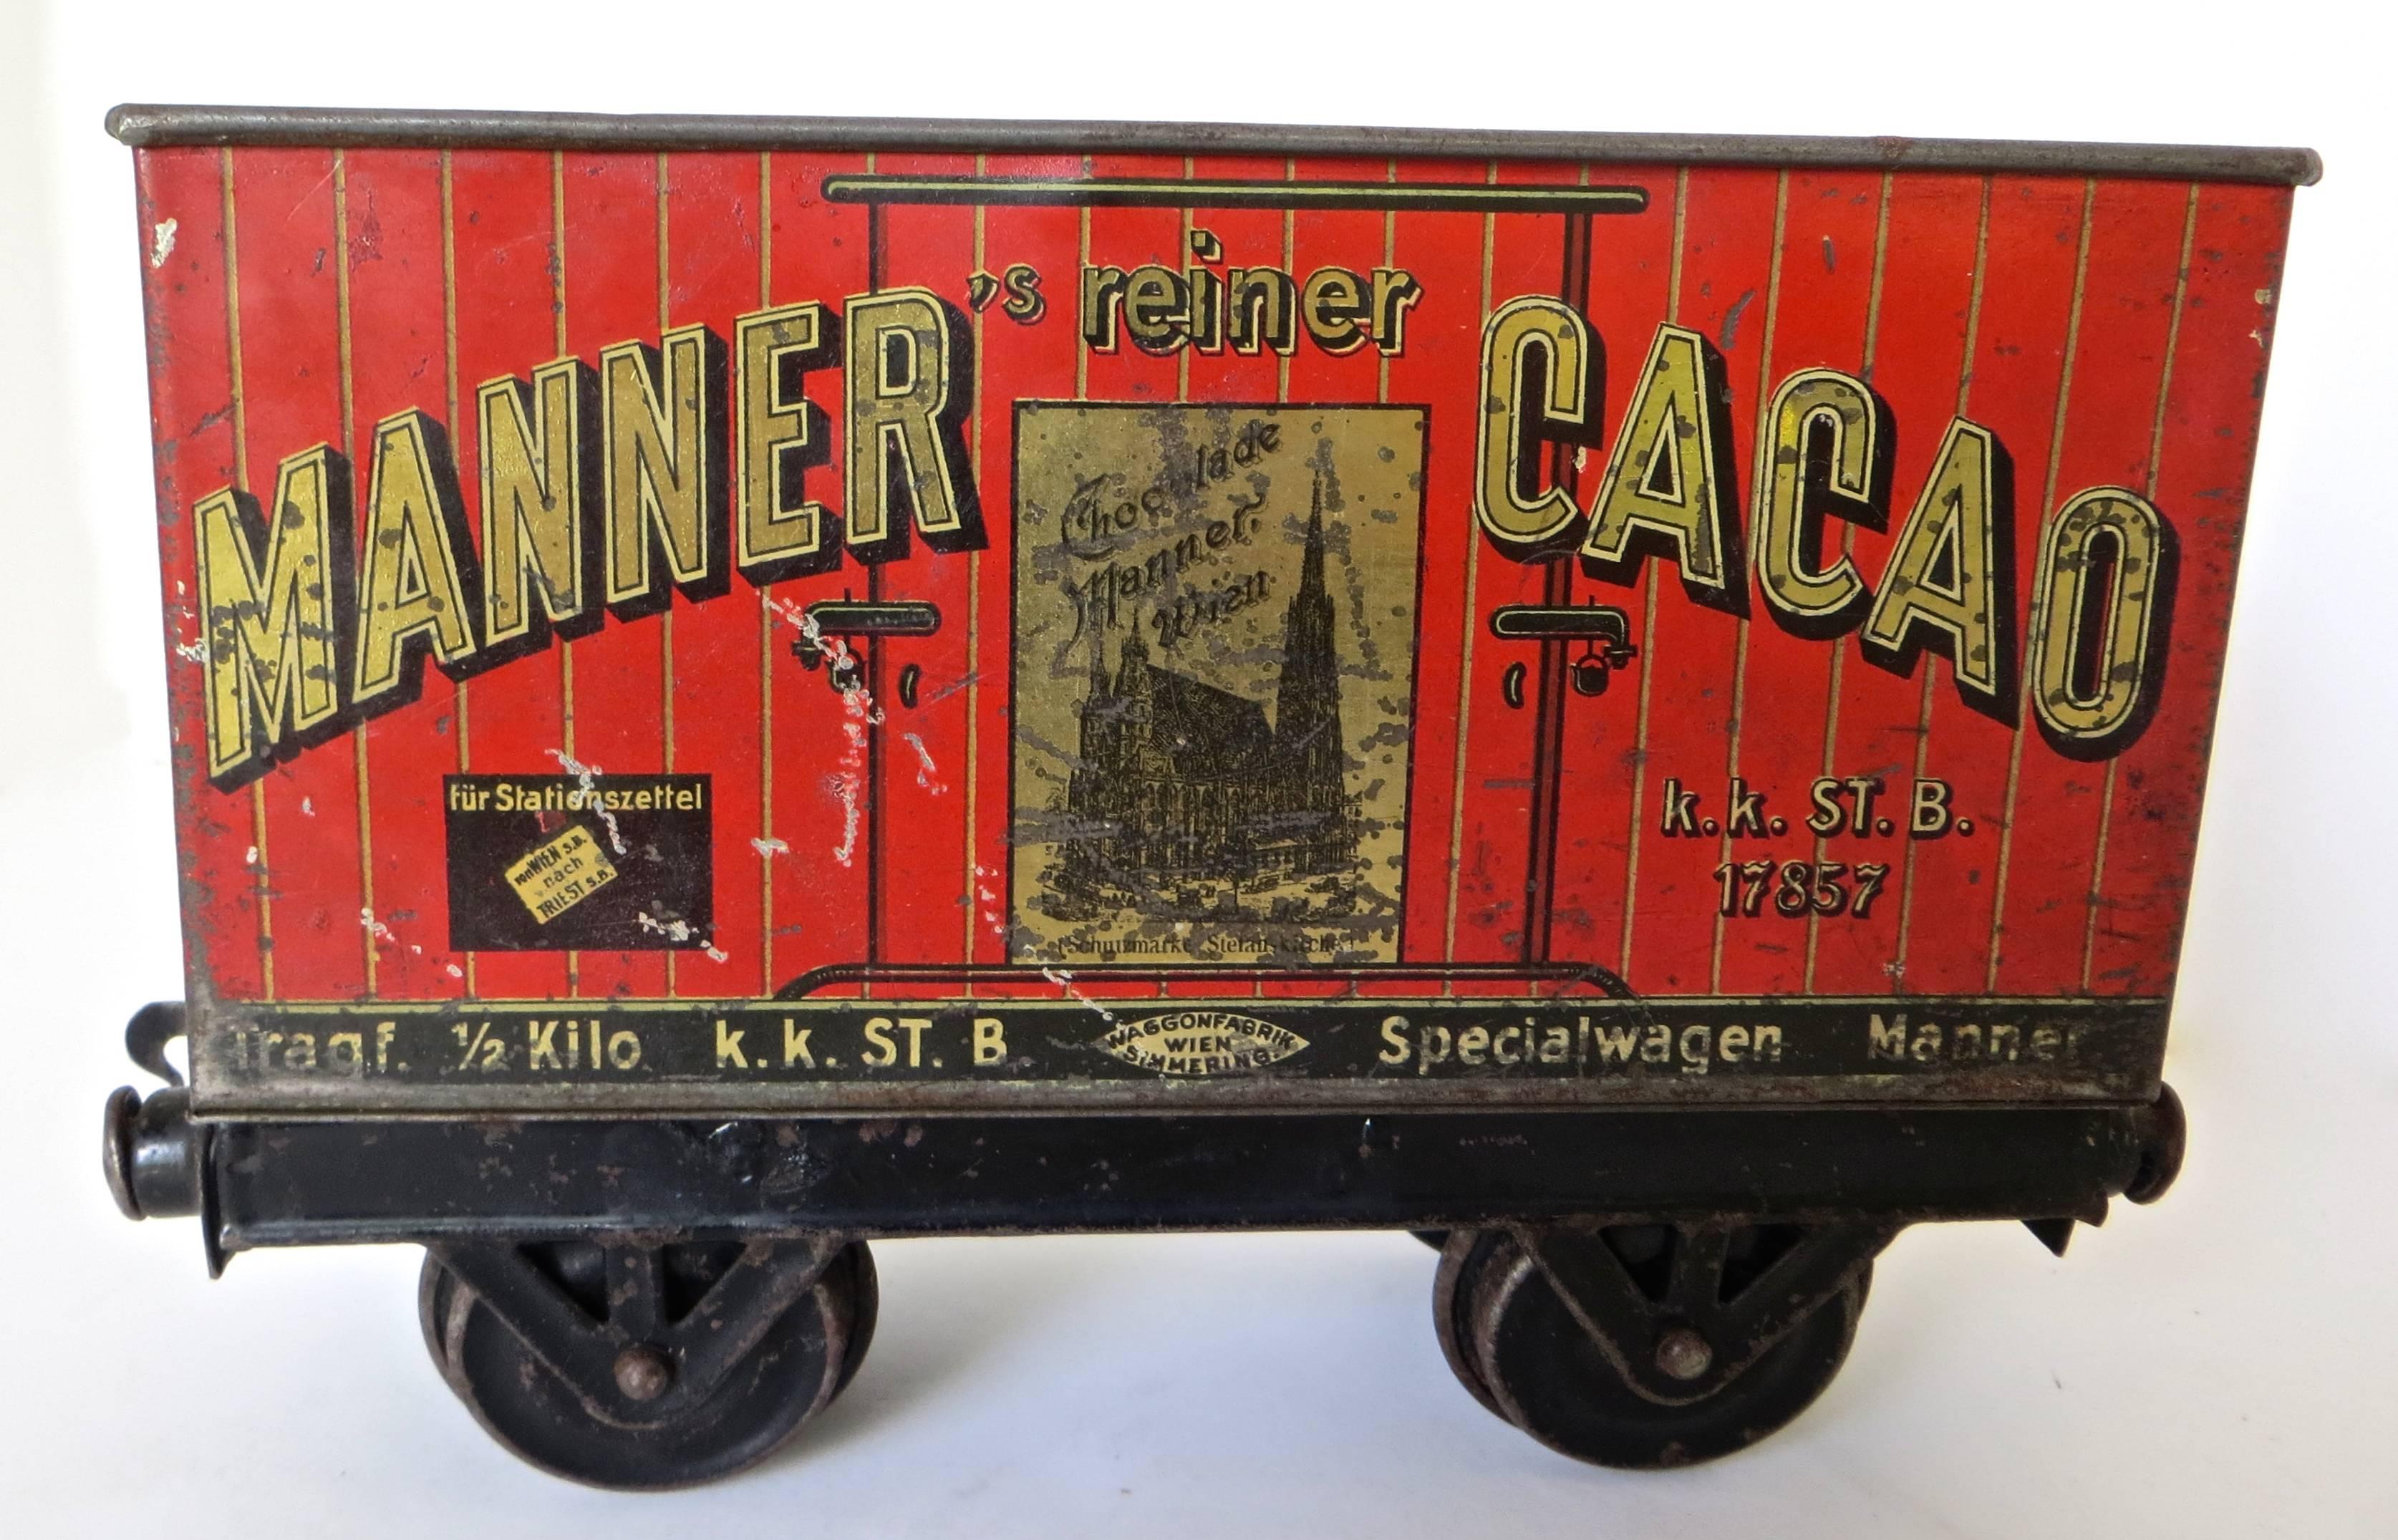 MANNER's reiner CACAO
Chocolade
Manner.
Wien
(Schutzmarke Stefanskirche)
für Stationszettel
von WIEN S.B.
nach
TRIEST S.B.
k.k. ST. B.
17857
Tragf. ½ Kilo k.k. ST. B
WAGGONFABRIK
WIEN
SIMMERING.
Specialwagen Manner